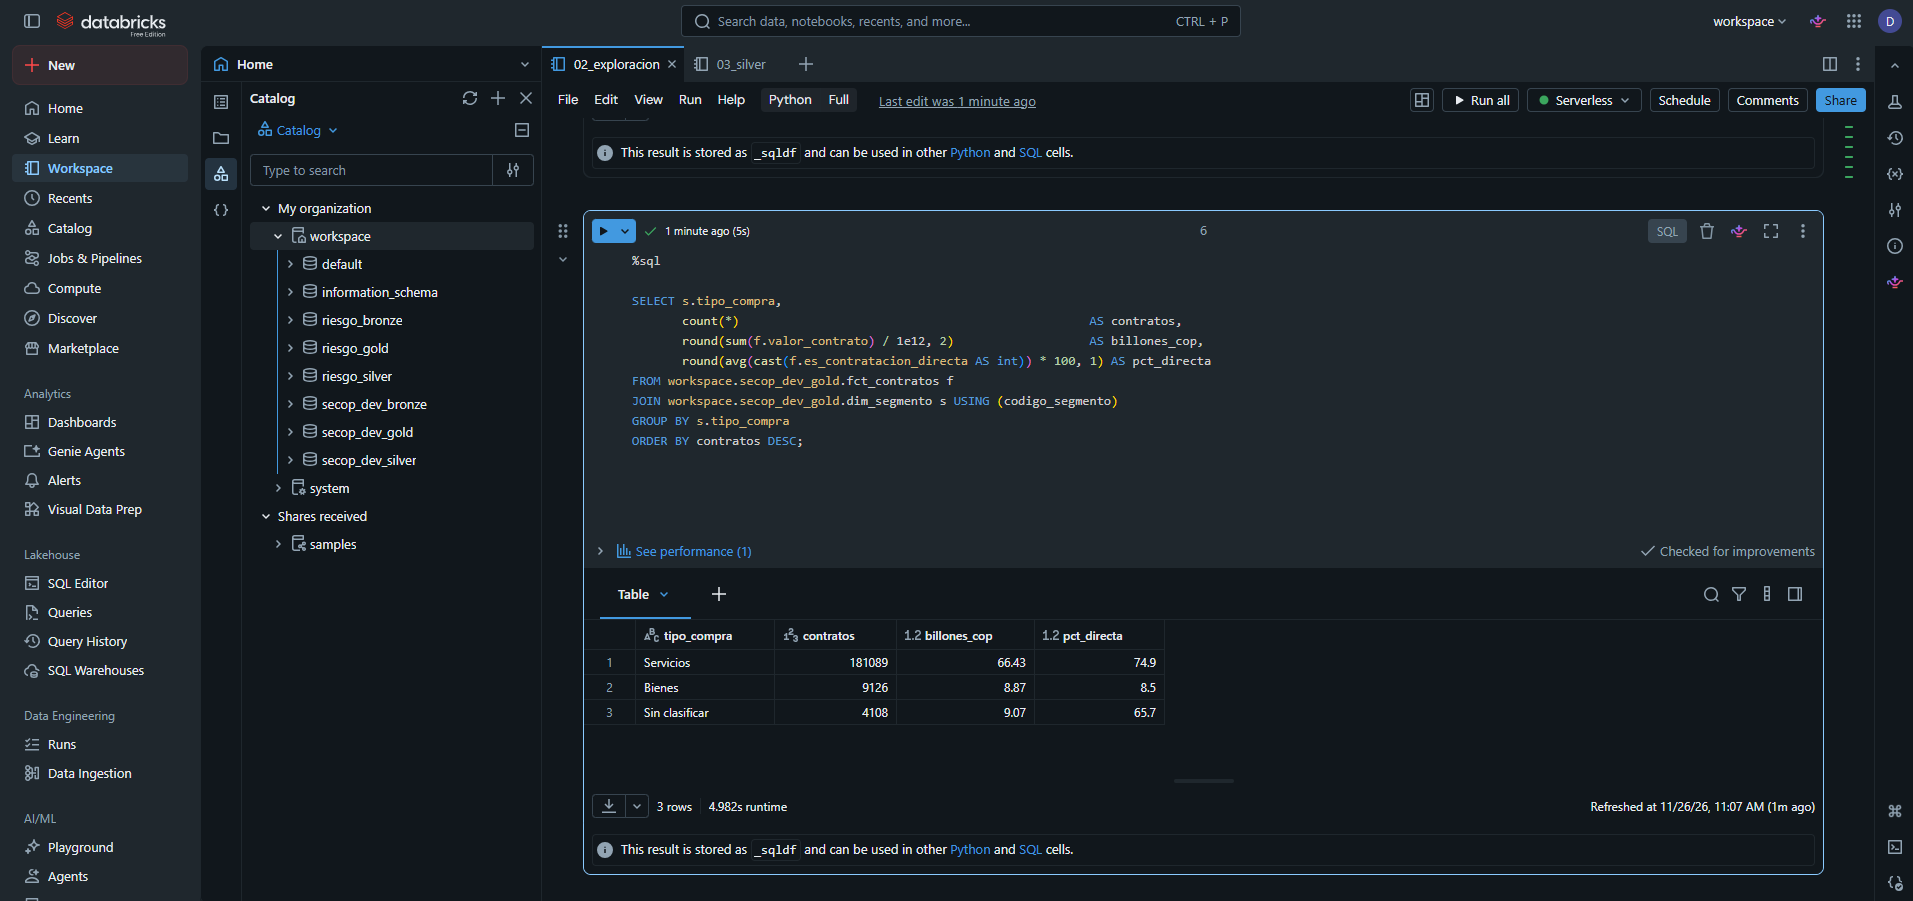 databricks
Free Edition
Search data, notebooks, recents, and more...
CTRL + P
workspace
D
New
Home
Learn
Workspace
Recents
Catalog
Jobs & Pipelines
Compute
Discover
Marketplace
Analytics
Dashboards
Genie Agents
Alerts
Visual Data Prep
Lakehouse
SQL Editor
Queries
Query History
SQL Warehouses
Data Engineering
Runs
Data Ingestion
AI/ML
Playground
Agents
Home
Catalog
Catalog
Type to search
My organization
workspace
default
information_schema
riesgo_bronze
riesgo_gold
riesgo_silver
secop_dev_bronze
secop_dev_gold
secop_dev_silver
system
Shares received
samples
02_exploracion
03_silver
File Edit View Run Help Python Full Last edit was 1 minute ago
Run all Serverless Schedule Comments Share
This result is stored as _sqldf and can be used in other Python and SQL cells.
1 minute ago (5s)
6
SQL
%sql
SELECT s.tipo_compra,
count(*) AS contratos,
round(sum(f.valor_contrato) / 1e12, 2) AS billones_cop,
round(avg(cast(f.es_contratacion_directa AS int)) * 100, 1) AS pct_directa
FROM workspace.secop_dev_gold.fct_contratos f
JOIN workspace.secop_dev_gold.dim_segmento s USING (codigo_segmento)
GROUP BY s.tipo_compra
ORDER BY contratos DESC;
See performance (1)
Checked for improvements
Table
tipo_compra contratos 1.2 billones_cop 1.2 pct_directa
1 Servicios 181089 66.43 74.9
2 Bienes 9126 8.87 8.5
3 Sin clasificar 4108 9.07 65.7
3 rows 4.982s runtime
Refreshed at 11/26/26, 11:07 AM (1m ago)
This result is stored as _sqldf and can be used in other Python and SQL cells.